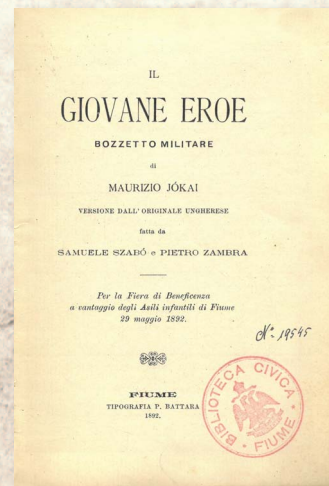 IL
GIOVANE EROE
BOZZETTO MILITARE
di
MAURIZIO JÓKAI
VERSIONE DALL' ORIGINALE UNGHERESE
fatta da
SAMUELE SZABÓ e PIETRO ZAMBRA
Per la Fiera di Beneficenza
a vantaggio degli Asili infantili di Fiume
29 maggio 1892.
Nº 19545
BIBLIOTECA CIVICA
FIUME
FIUME
TIPOGRAFIA P. BATTARA
1892.